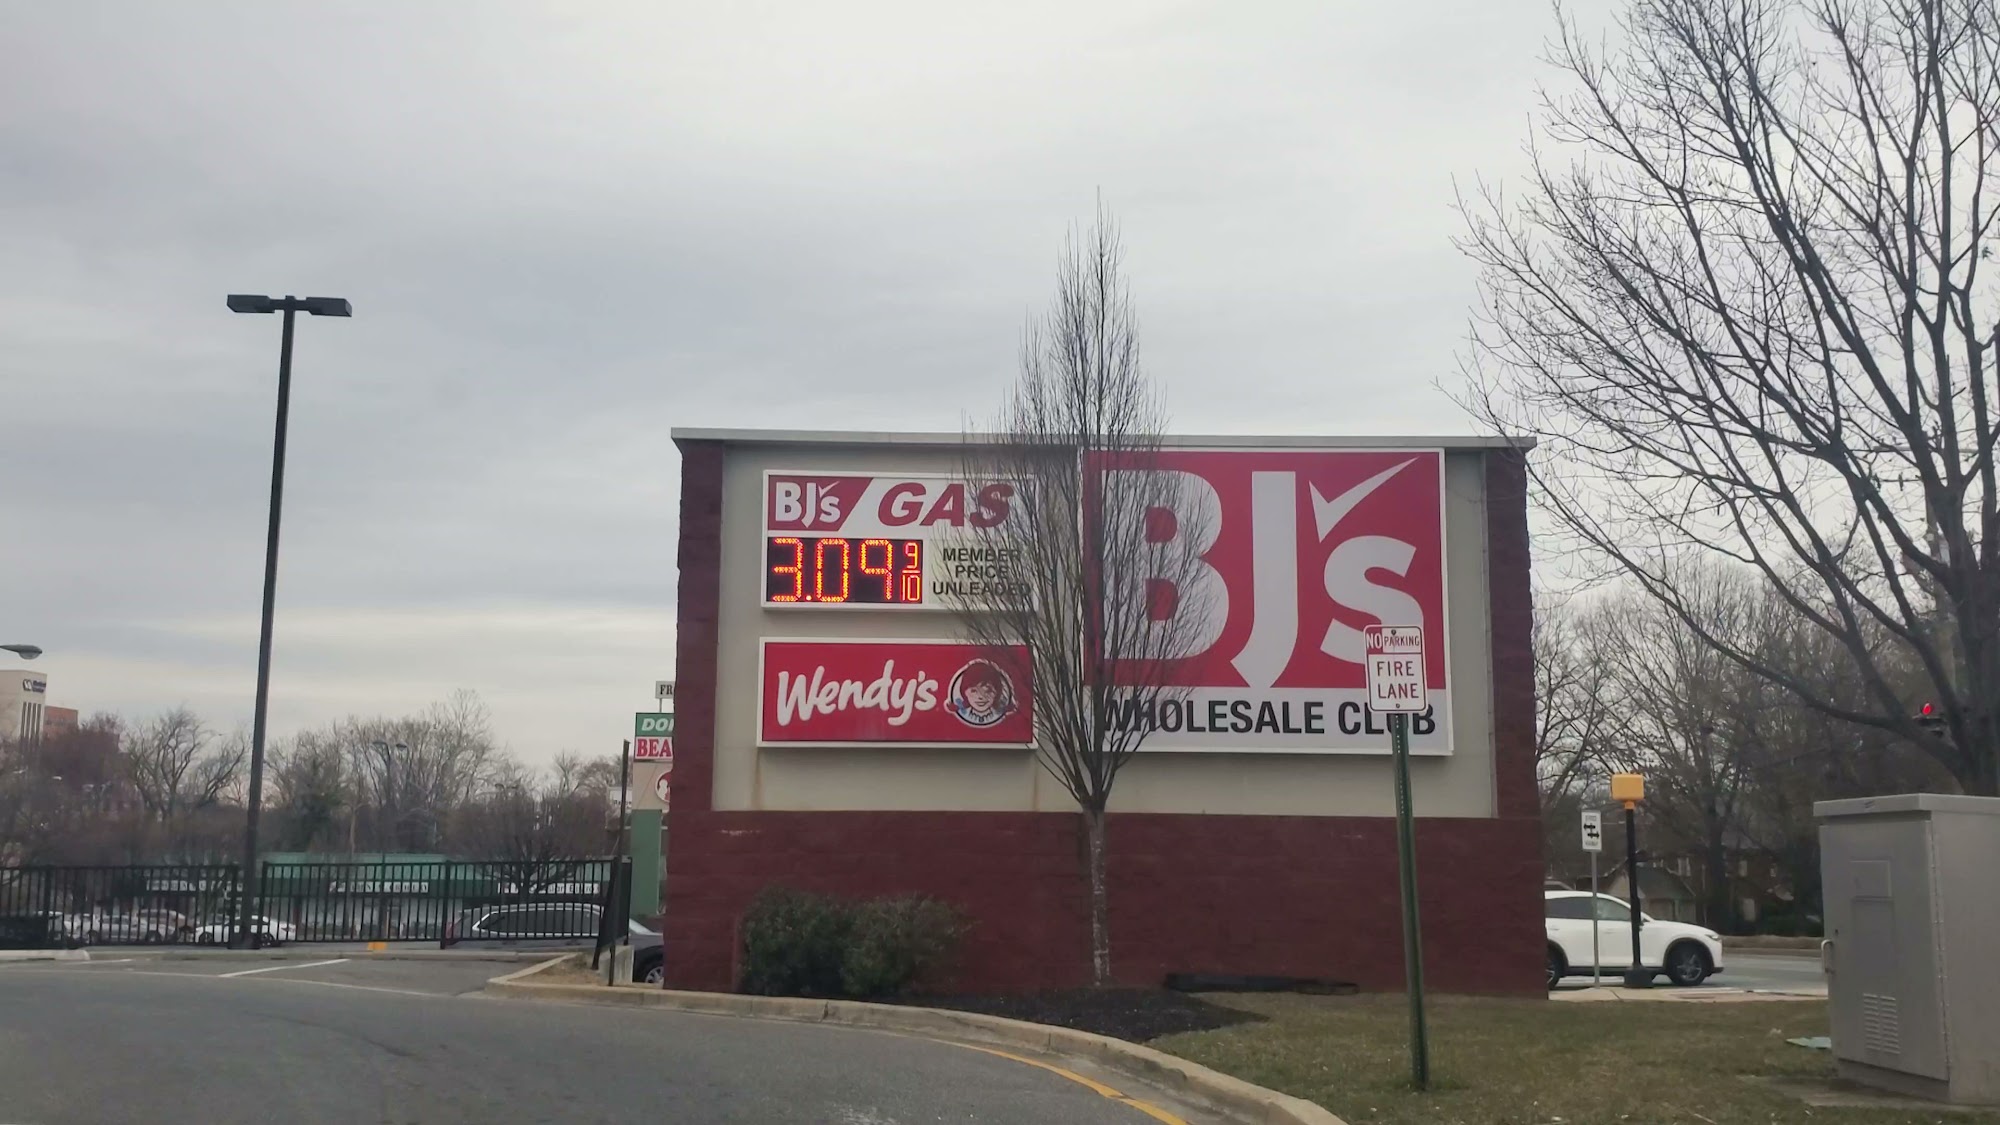 BJ's GAS
3.09 9/10
MEMBER
PRICE
UNLEADED
Wendy's
BJ's
WHOLESALE CLUB
NO PARKING
FIRE
LANE